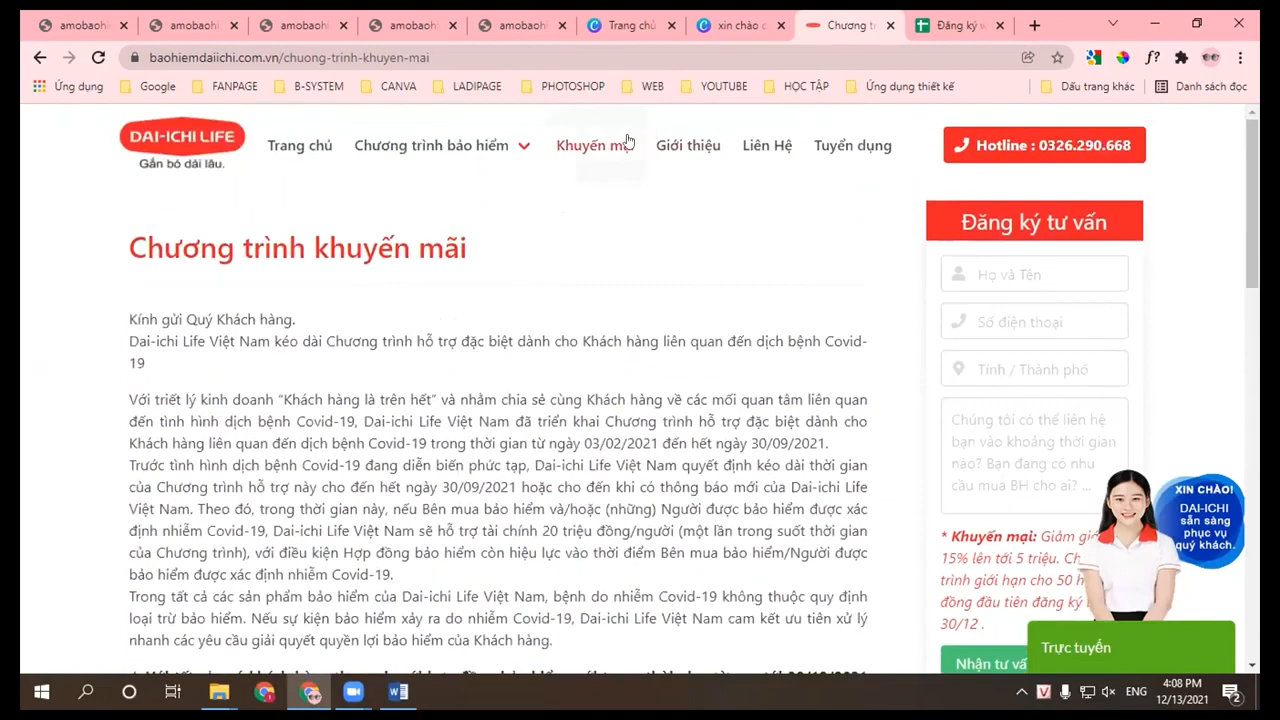 amobaohi
amobaohi
amobaohi
amobaohi
amobaohi
Trang chủ
xin chào c
Chương tr
Đăng ký w
baohiemdaiichi.com.vn/chuong-trinh-khuyen-mai
f?
Ứng dụng
Google
FANPAGE
B-SYSTEM
CANVA
LADIPAGE
PHOTOSHOP
WEB
YOUTUBE
HỌC TẬP
Ứng dụng thiết kế
Dấu trang khác
Danh sách đọc
DAI-ICHI LIFE
Gắn bó dài lâu.
Trang chủ
Chương trình bảo hiểm
Khuyến mạ
Giới thiệu
Liên Hệ
Tuyển dụng
Hotline : 0326.290.668
Chương trình khuyến mãi
Kính gửi Quý Khách hàng.
Dai-ichi Life Việt Nam kéo dài Chương trình hỗ trợ đặc biệt dành cho Khách hàng liên quan đến dịch bệnh Covid-
19
Với triết lý kinh doanh “Khách hàng là trên hết” và nhằm chia sẻ cùng Khách hàng về các mối quan tâm liên quan
đến tình hình dịch bệnh Covid-19, Dai-ichi Life Việt Nam đã triển khai Chương trình hỗ trợ đặc biệt dành cho
Khách hàng liên quan đến dịch bệnh Covid-19 trong thời gian từ ngày 03/02/2021 đến hết ngày 30/09/2021.
Trước tình hình dịch bệnh Covid-19 đang diễn biến phức tạp, Dai-ichi Life Việt Nam quyết định kéo dài thời gian
của Chương trình hỗ trợ này cho đến hết ngày 30/09/2021 hoặc cho đến khi có thông báo mới của Dai-ichi Life
Việt Nam. Theo đó, trong thời gian này, nếu Bên mua bảo hiểm và/hoặc (những) Người được bảo hiểm được xác
định nhiễm Covid-19, Dai-ichi Life Việt Nam sẽ hỗ trợ tài chính 20 triệu đồng/người (một lần trong suốt thời gian
của Chương trình), với điều kiện Hợp đồng bảo hiểm còn hiệu lực vào thời điểm Bên mua bảo hiểm/Người được
bảo hiểm được xác định nhiễm Covid-19.
Trong tất cả các sản phẩm bảo hiểm của Dai-ichi Life Việt Nam, bệnh do nhiễm Covid-19 không thuộc quy định
loại trừ bảo hiểm. Nếu sự kiện bảo hiểm xảy ra do nhiễm Covid-19, Dai-ichi Life Việt Nam cam kết ưu tiên xử lý
nhanh các yêu cầu giải quyết quyền lợi bảo hiểm của Khách hàng.
Đăng ký tư vấn
Họ và Tên
Số điện thoại
Tỉnh / Thành phố
Chúng tôi có thể liên hệ
bạn vào khoảng thời gian
nào? Bạn đang có nhu
cầu mua BH cho ai? ...
* Khuyến mại: Giảm gi
15% lên tới 5 triệu. Ch
trình giới hạn cho 50 h
đồng đầu tiên đăng ký
30/12 .
Nhận tư vấ
XIN CHÀO!
DAI-ICHI
sẵn sàng
phục vụ
quý khách.
Trực tuyến
ENG
4:08 PM
12/13/2021
2